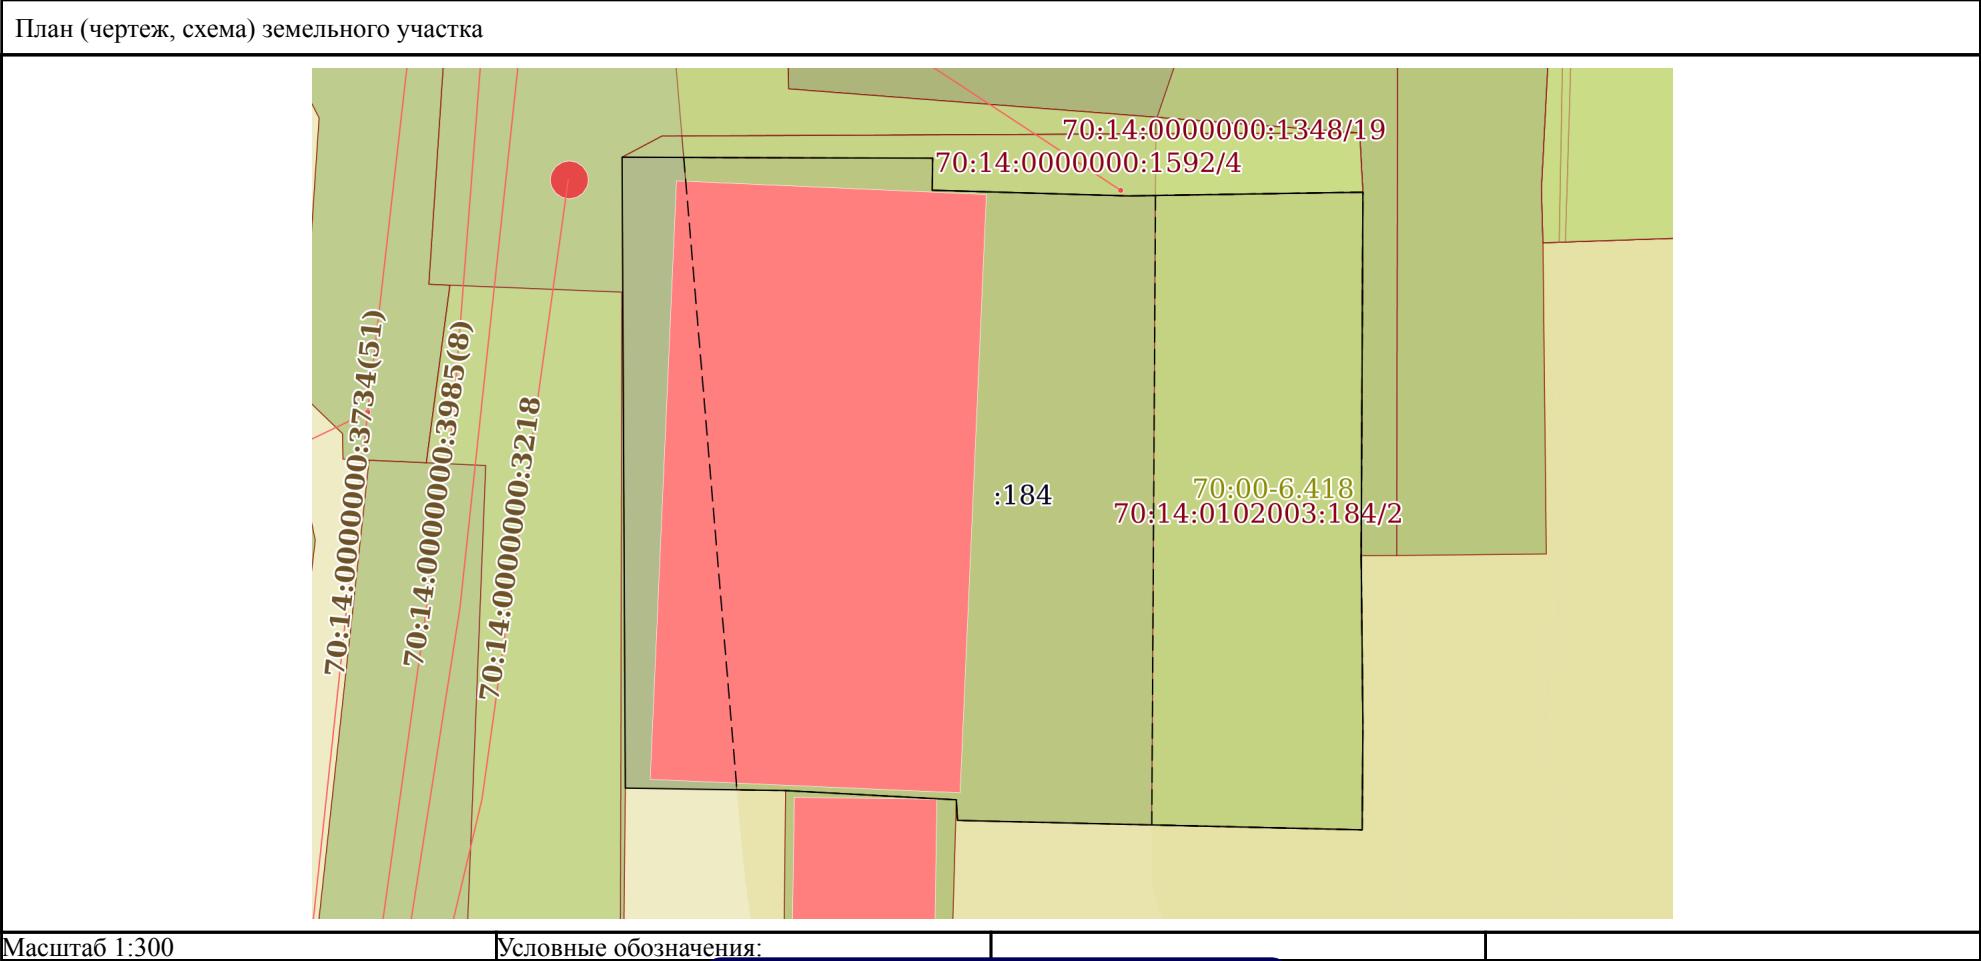 План (чертеж, схема) земельного участка
70:14:0000000:1348/19
70:14:0000000:1592/4
70:14:0000000:3734(51)
70:14:0000000:3985(8)
70:14:0000000:3218
:184
70:00-6.418
70:14:0102003:184/2
Масштаб 1:300
Условные обозначения: